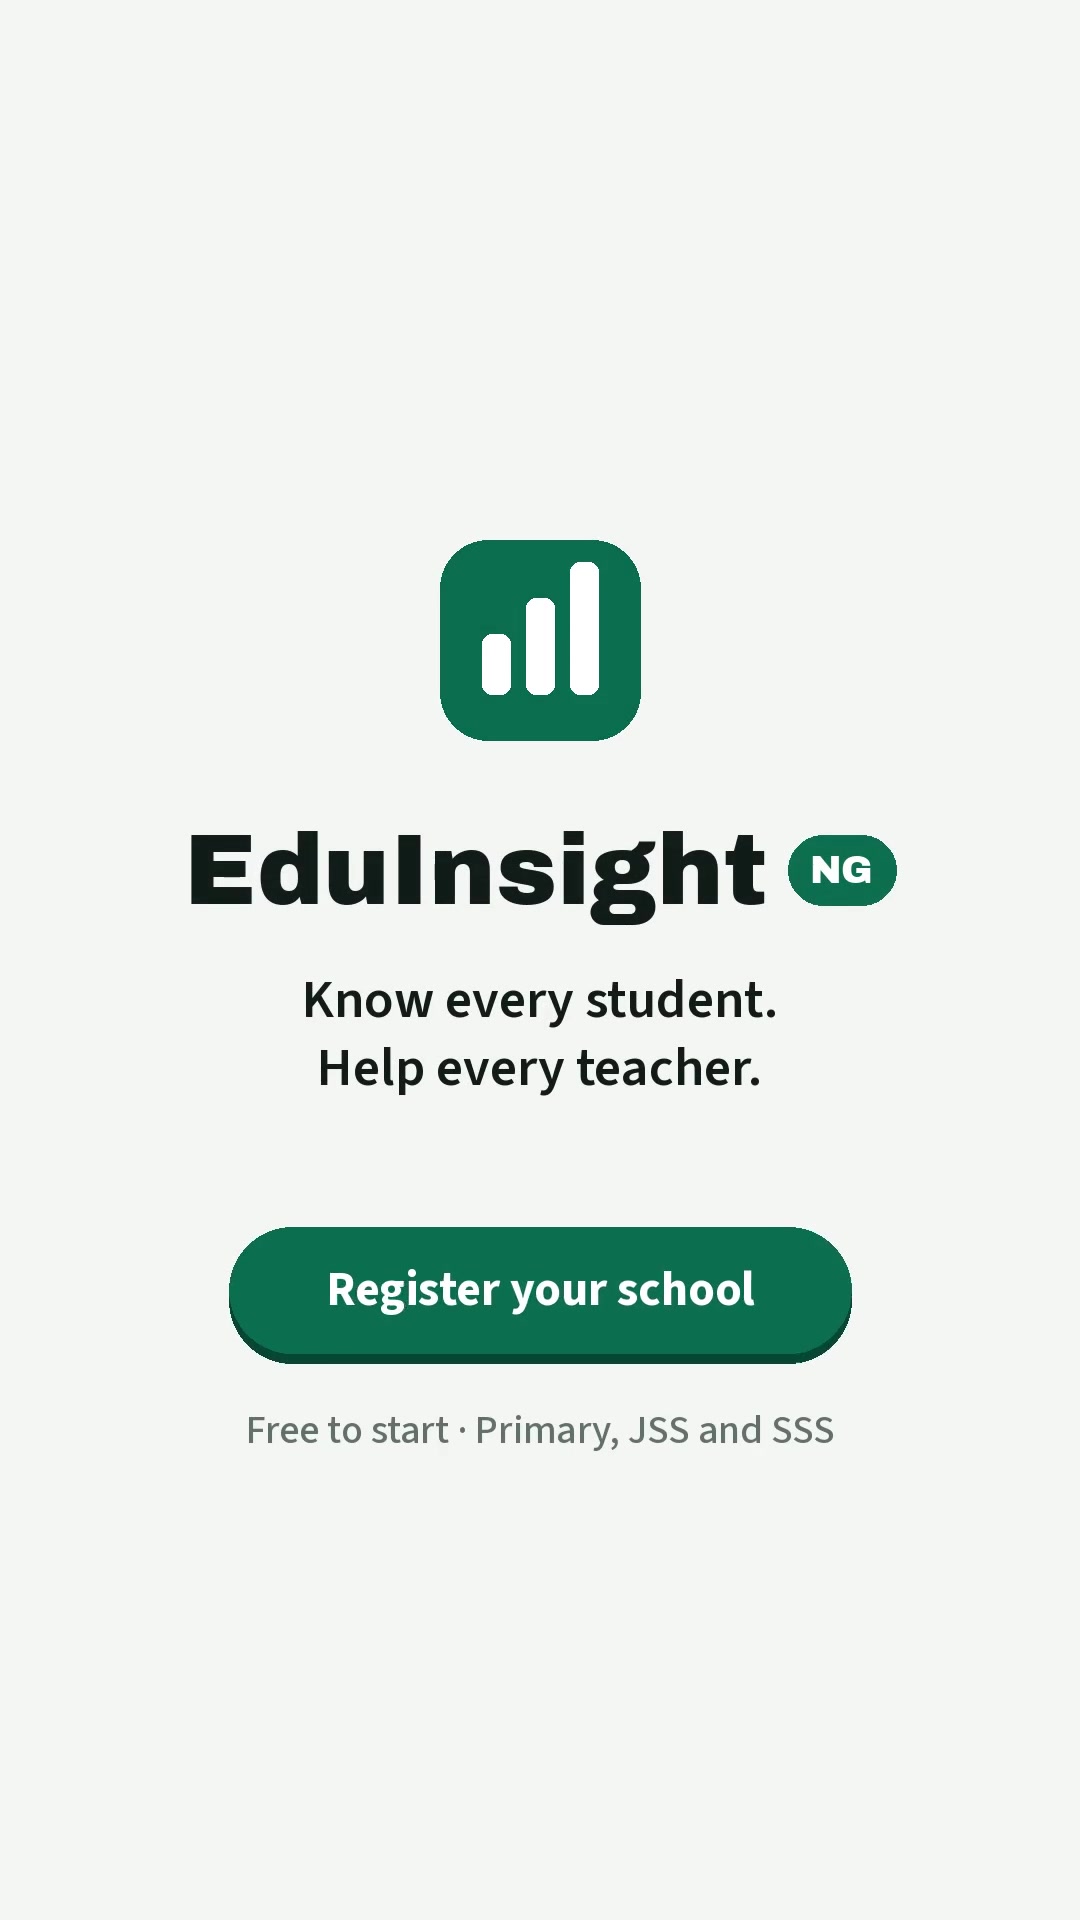 EduInsight NG
Know every student.
Help every teacher.
Register your school
Free to start · Primary, JSS and SSS